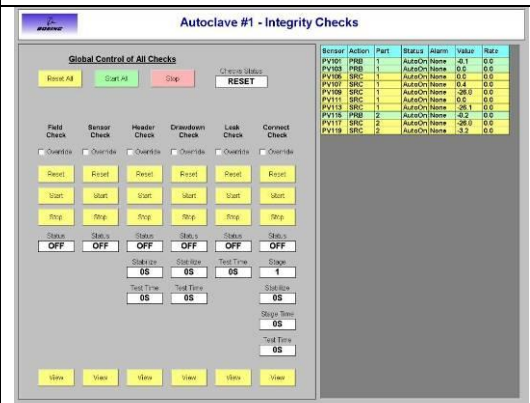 BOEING
Autoclave #1 - Integrity Checks
Global Control of All Checks
Reset All Start All Stop
Checks Status
RESET
Field Check Sensor Check Header Check Drawdown Check Leak Check Connect Check
Override Override Override Override Override Override
Reset Reset Reset Reset Reset Reset
Start Start Start Start Start Start
Stop Stop Stop Stop Stop Stop
Status Status Status Status Status Status
OFF OFF OFF OFF OFF OFF
Stabilize Stabilize Test Time Stage
0S 0S 0S 1
Test Time Test Time Stabilize
0S 0S 0S
Stage Time
0S
Test Time
0S
View View View View View View
Sensor Action Part Status Alarm Value Rate
PV101 PRB 1 AutoOn None -0.1 0.0
PV103 PRB 1 AutoOn None 0.0 0.0
PV105 SRC 1 AutoOn None 0.0 0.0
PV107 SRC 1 AutoOn None 0.4 0.0
PV109 SRC 1 AutoOn None -26.0 0.0
PV111 SRC 1 AutoOn None 0.0 0.0
PV113 SRC 1 AutoOn None -26.1 0.0
PV115 PRB 2 AutoOn None -0.2 0.0
PV117 SRC 2 AutoOn None -26.0 0.0
PV119 SRC 2 AutoOn None -3.2 0.0